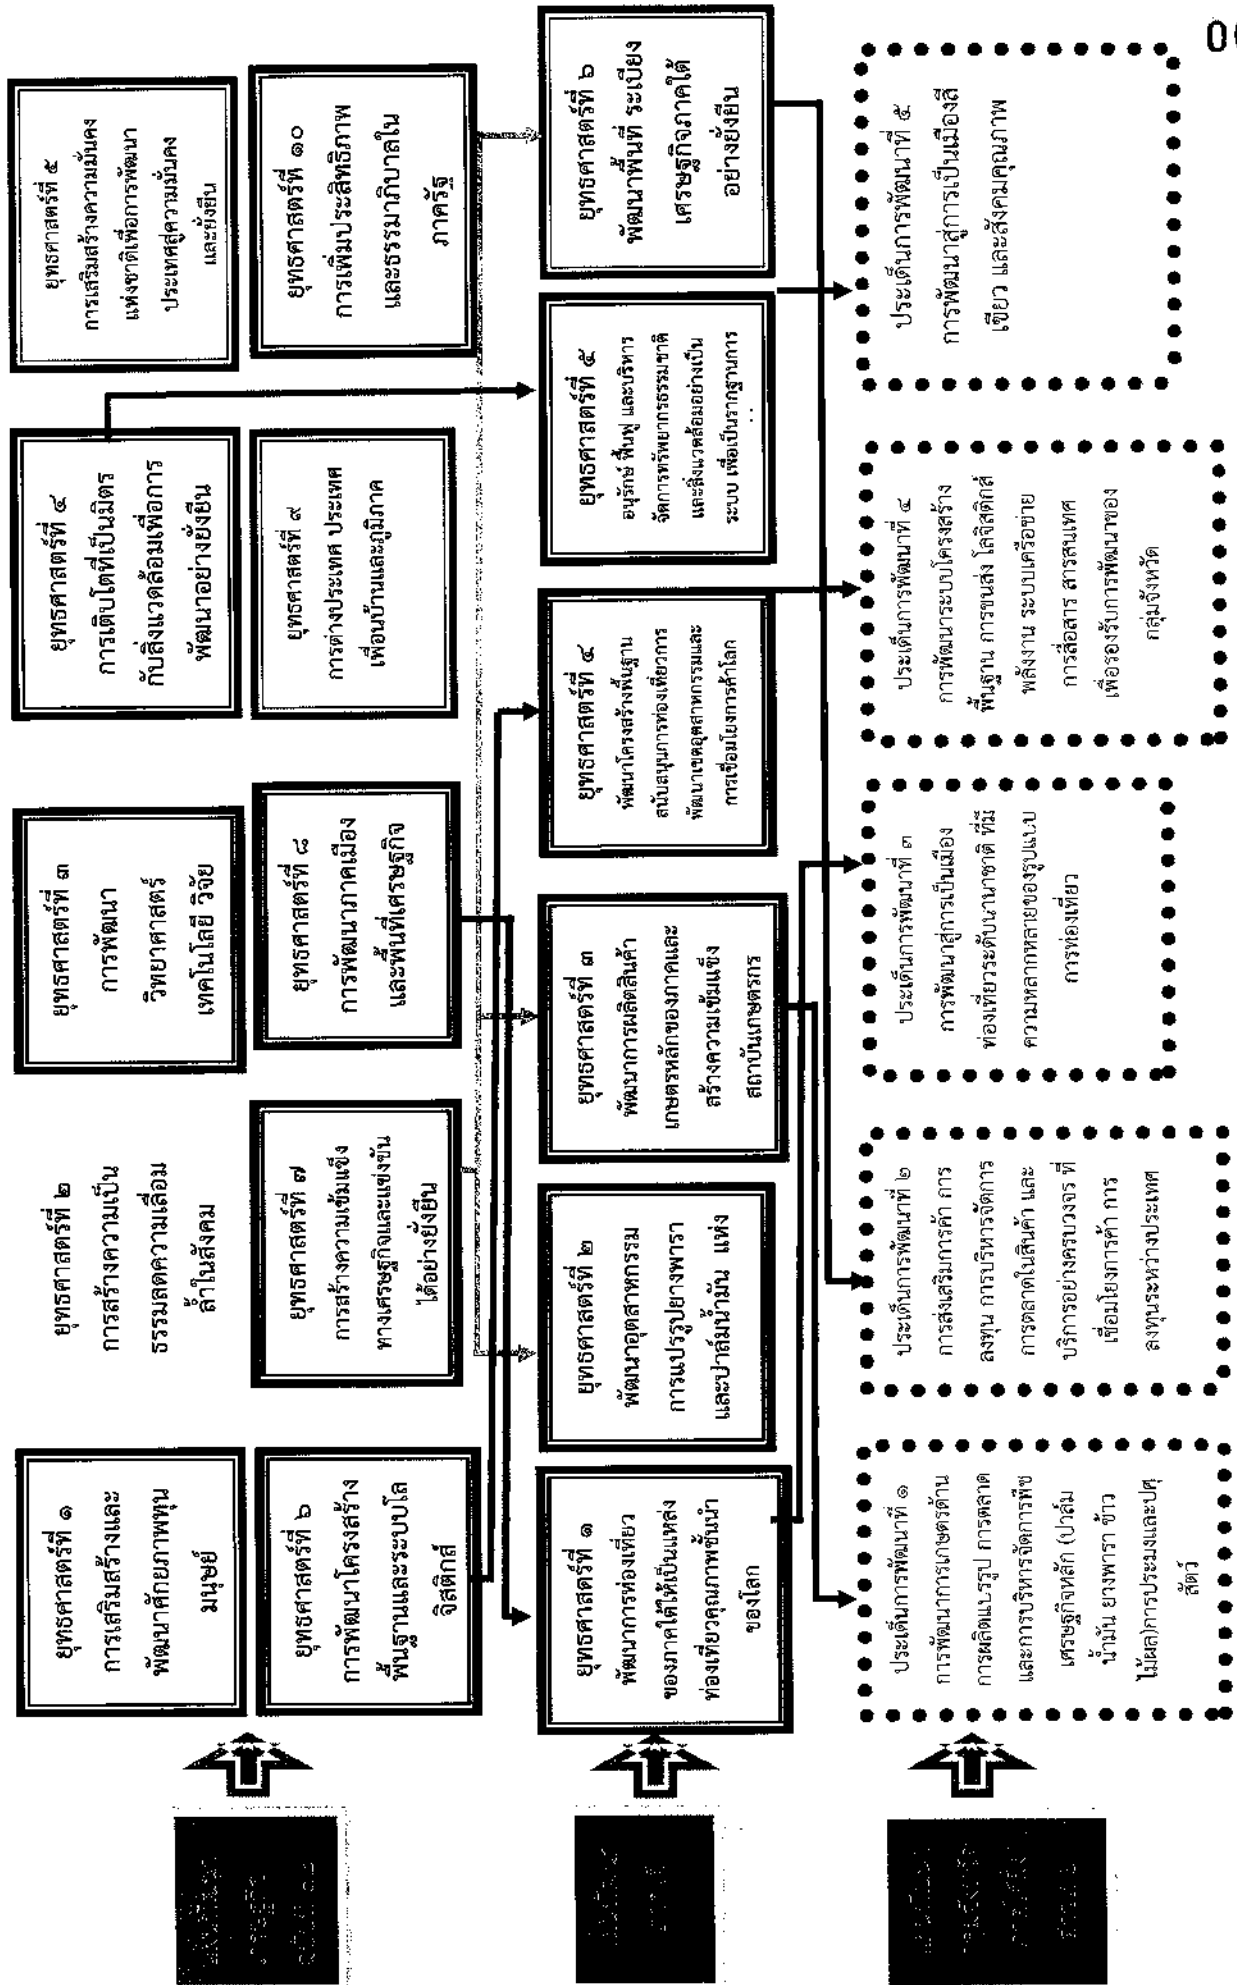 ยุทธศาสตร์ที่ ๑
การเสริมสร้างและ
พัฒนาศักยภาพทุน
มนุษย์
ยุทธศาสตร์ที่ ๒
การสร้างความเป็น
ธรรมลดความเลื่อม
ล้ำในสังคม
ยุทธศาสตร์ที่ ๓
การพัฒนา
วิทยาศาสตร์
เทคโนโลยี วิจัย
ยุทธศาสตร์ที่ ๔
การเติบโตที่เป็นมิตร
กับสิ่งแวดล้อมเพื่อการ
พัฒนาอย่างยั่งยืน
ยุทธศาสตร์ที่ ๕
การเสริมสร้างความมั่นคง
แห่งชาติเพื่อการพัฒนา
ประเทศสู่ความมั่นคง
และยั่งยืน
ยุทธศาสตร์ที่ ๖
การพัฒนาโครงสร้าง
พื้นฐานและระบบโล
จิสติกส์
ยุทธศาสตร์ที่ ๗
การสร้างความเข้มแข็ง
ทางเศรษฐกิจและแข่งขัน
ได้อย่างยั่งยืน
ยุทธศาสตร์ที่ ๘
การพัฒนาภาคเมือง
และพื้นที่เศรษฐกิจ
ยุทธศาสตร์ที่ ๙
การต่างประเทศ ประเทศ
เพื่อนบ้านและภูมิภาค
ยุทธศาสตร์ที่ ๑๐
การเพิ่มประสิทธิภาพ
และธรรมาภิบาลใน
ภาครัฐ
ยุทธศาสตร์ที่ ๑
พัฒนาการท่องเที่ยว
ของภาคใต้ให้เป็นแหล่ง
ท่องเที่ยวคุณภาพชั้นนำ
ของโลก
ยุทธศาสตร์ที่ ๒
พัฒนาอุตสาหกรรม
การแปรรูปยางพารา
และปาล์มน้ำมัน แห่ง
ยุทธศาสตร์ที่ ๓
พัฒนาการผลิตสินค้า
เกษตรหลักของภาคและ
สร้างความเข้มแข็ง
สถาบันเกษตรกร
ยุทธศาสตร์ที่ ๔
พัฒนาโครงสร้างพื้นฐาน
สนับสนุนการท่องเที่ยวการ
พัฒนาเขตอุตสาหกรรมและ
การเชื่อมโยงการค้าโลก
ยุทธศาสตร์ที่ ๕
อนุรักษ์ ฟื้นฟู และบริหาร
จัดการทรัพยากรธรรมชาติ
และสิ่งแวดล้อมอย่างเป็น
ระบบ เพื่อเป็นรากฐานการ
ยุทธศาสตร์ที่ ๖
พัฒนาพื้นที่ ระเบียง
เศรษฐกิจภาคใต้
อย่างยั่งยืน
ประเด็นการพัฒนาที่ ๑
การพัฒนาการเกษตรด้าน
การผลิตแปรรูป การตลาด
และการบริหารจัดการพืช
เศรษฐกิจหลัก (ปาล์ม
น้ำมัน ยางพารา ข้าว
ไม้ผล)การประมงและปศุ
สัตว์
ประเด็นการพัฒนาที่ ๒
การส่งเสริมการค้า การ
ลงทุน การบริหารจัดการ
การตลาดในสินค้า และ
บริการอย่างครบวงจร ที่
เชื่อมโยงการค้า การ
ลงทุนระหว่างประเทศ
ประเด็นการพัฒนาที่ ๓
การพัฒนาสู่การเป็นเมือง
ท่องเที่ยวระดับนานาชาติ ที่มี
ความหลากหลายของรูปแบบ
การท่องเที่ยว
ประเด็นการพัฒนาที่ ๔
การพัฒนาระบบโครงสร้าง
พื้นฐาน การขนส่ง โลจิสติกส์
พลังงาน ระบบเครือข่าย
การสื่อสาร สารสนเทศ
เพื่อรองรับการพัฒนาของ
กลุ่มจังหวัด
ประเด็นการพัฒนาที่ ๕
การพัฒนาสู่การเป็นเมืองสี
เขียว และสังคมคุณภาพ